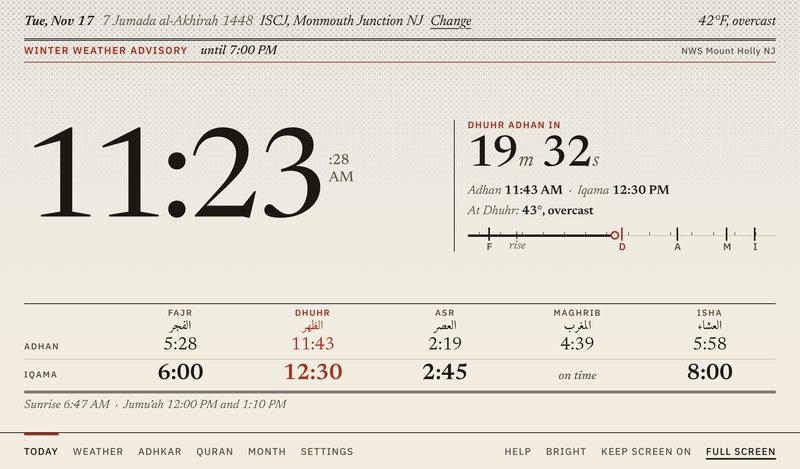 Tue, Nov 17 7 Jumada al-Akhirah 1448 ISCJ, Monmouth Junction NJ Change 42°F, overcast
WINTER WEATHER ADVISORY until 7:00 PM NWS Mount Holly NJ
11:23 :28 AM
DHUHR ADHAN IN
19m 32s
Adhan 11:43 AM · Iqama 12:30 PM
At Dhuhr: 43°, overcast
F rise D A M I
FAJR DHUHR ASR MAGHRIB ISHA
الفجر الظهر العصر المغرب العشاء
ADHAN 5:28 11:43 2:19 4:39 5:58
IQAMA 6:00 12:30 2:45 on time 8:00
Sunrise 6:47 AM · Jumu'ah 12:00 PM and 1:10 PM
TODAY WEATHER ADHKAR QURAN MONTH SETTINGS HELP BRIGHT KEEP SCREEN ON FULL SCREEN